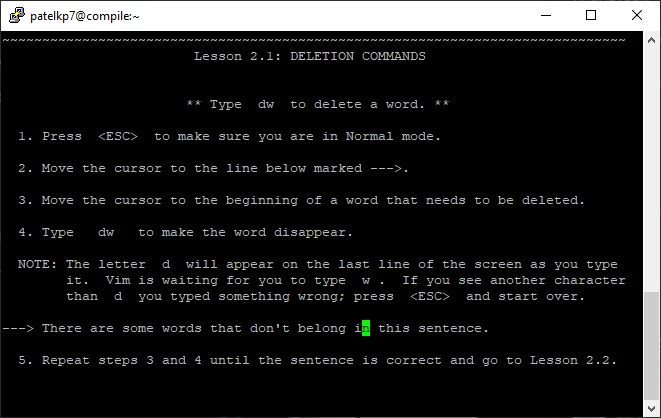 patelkp7@compile:~
~~~~~~~~~~~~~~~~~~~~~~~~~~~~~~~~~~~~~~~~~~~~~~~~~~~~~~~~~~~~~~~~~~~~~~~~~~~~~~
Lesson 2.1: DELETION COMMANDS
** Type  dw  to delete a word. **
1. Press  <ESC>  to make sure you are in Normal mode.
2. Move the cursor to the line below marked --->.
3. Move the cursor to the beginning of a word that needs to be deleted.
4. Type   dw   to make the word disappear.
NOTE: The letter  d  will appear on the last line of the screen as you type
it.  Vim is waiting for you to type  w .  If you see another character
than  d  you typed something wrong; press  <ESC>  and start over.
---> There are some words that don't belong in this sentence.
5. Repeat steps 3 and 4 until the sentence is correct and go to Lesson 2.2.